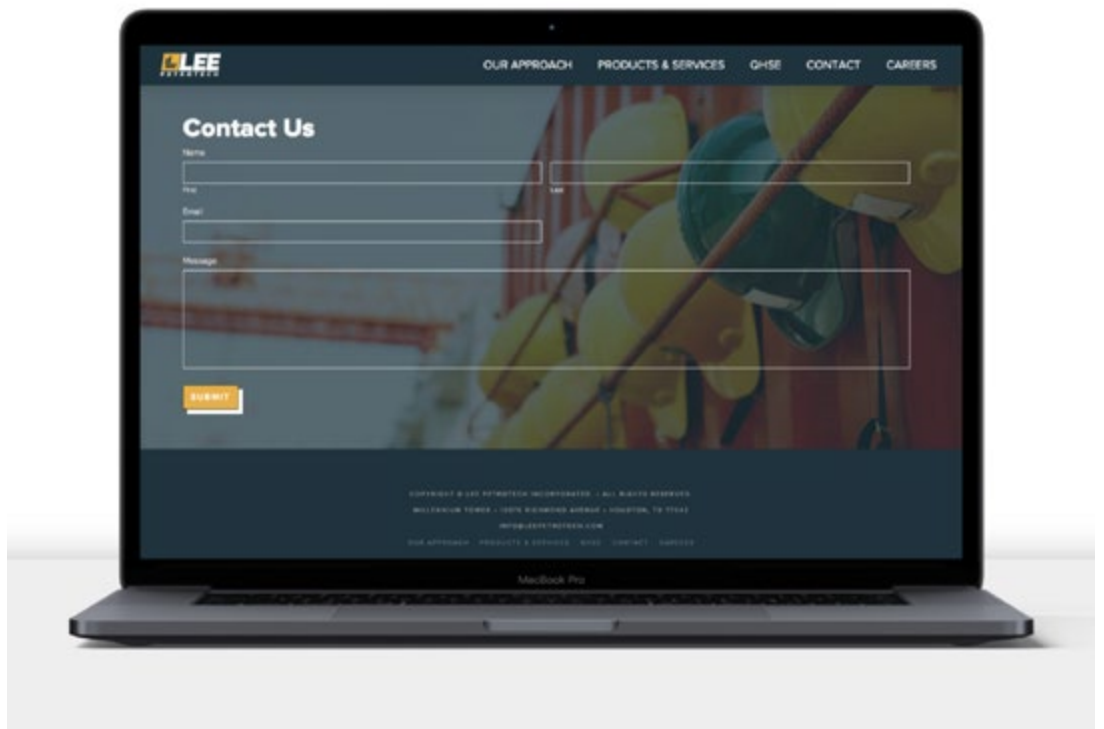 LEE
PETROTECH
OUR APPROACH PRODUCTS & SERVICES QHSE CONTACT CAREERS
Contact Us
Name
First Last
Email
Message
SUBMIT
COPYRIGHT © LEE PETROTECH INCORPORATED. • ALL RIGHTS RESERVED
MILLENNIUM TOWER • RICHMOND AVENUE • HOUSTON, TX
INFO@LEEPETROTECH.COM
OUR APPROACH PRODUCTS & SERVICES QHSE CONTACT CAREERS
MacBook Pro